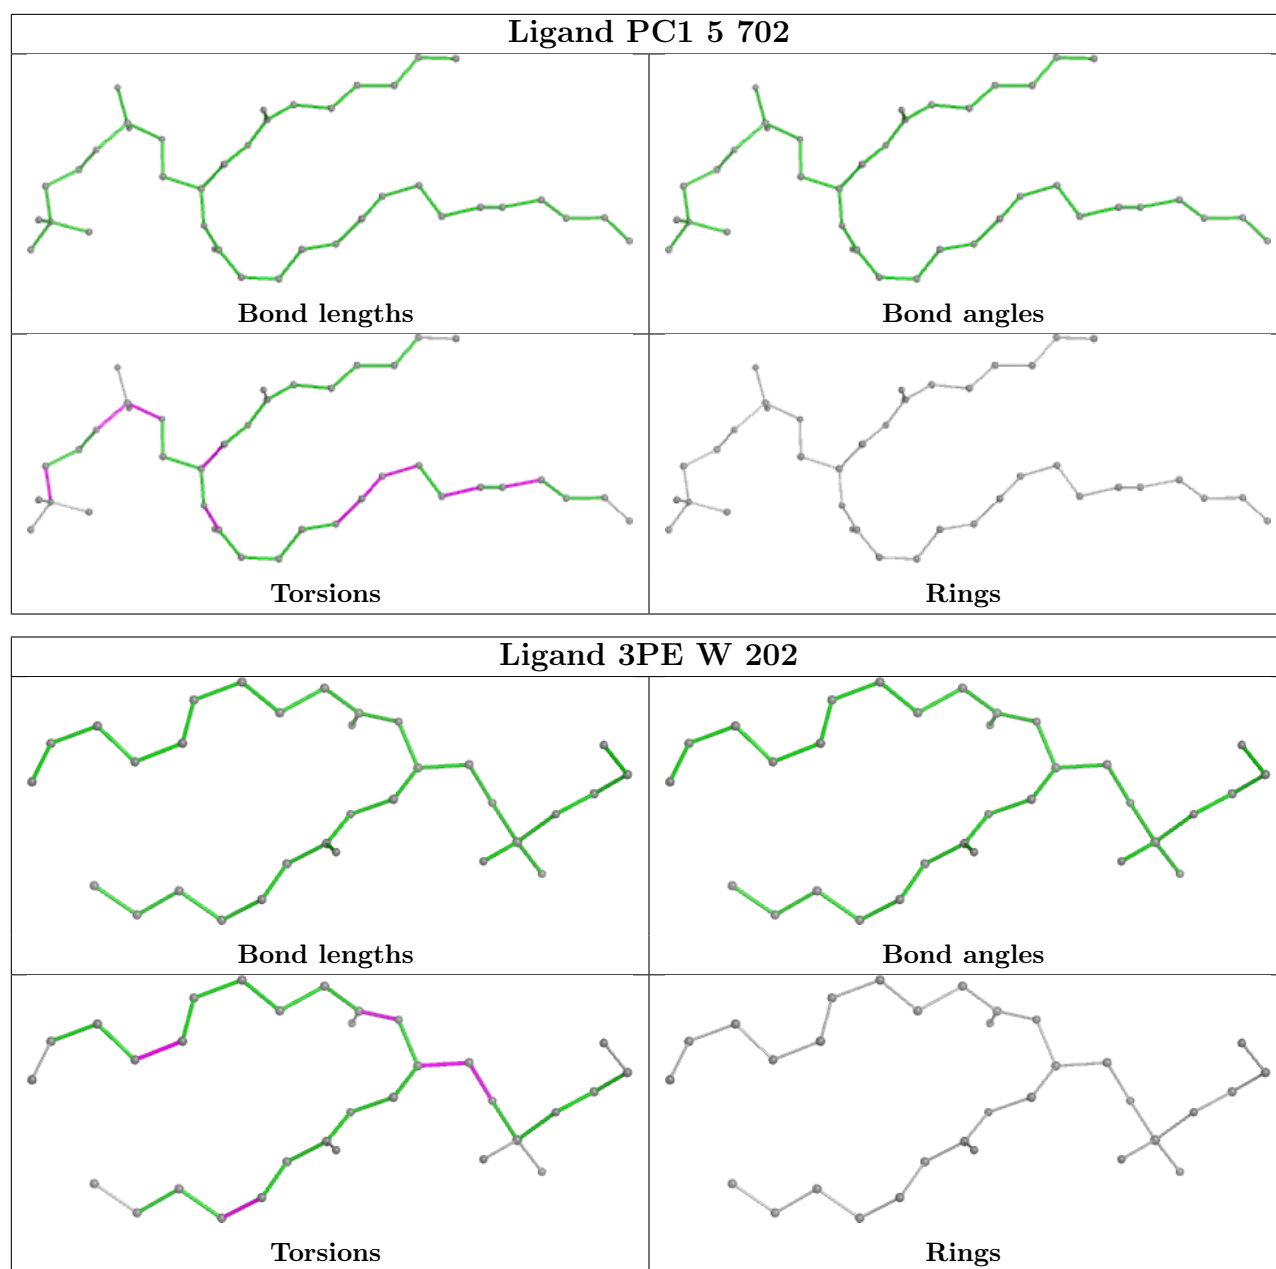 Ligand PC1 5 702
Bond lengths
Bond angles
Torsions
Rings
Ligand 3PE W 202
Bond lengths
Bond angles
Torsions
Rings